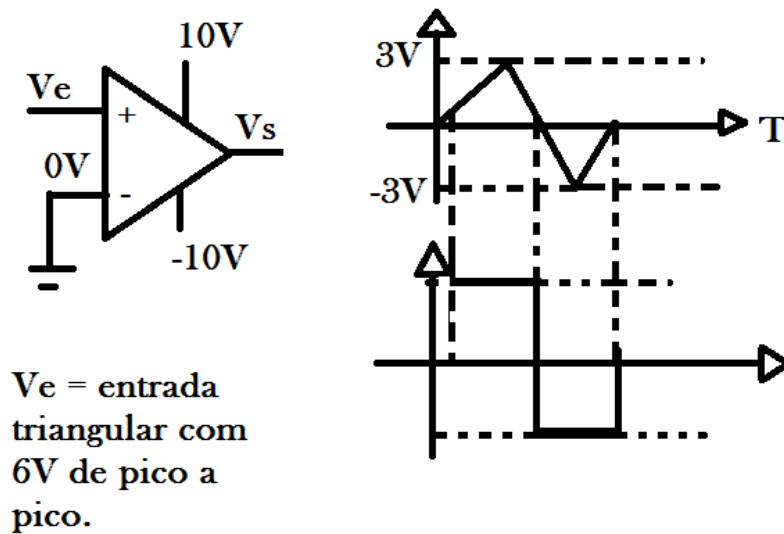 10V
Ve
+
Vs
0V
-
-10V
3V
T
-3V
Ve = entrada
triangular com
6V de pico a
pico.